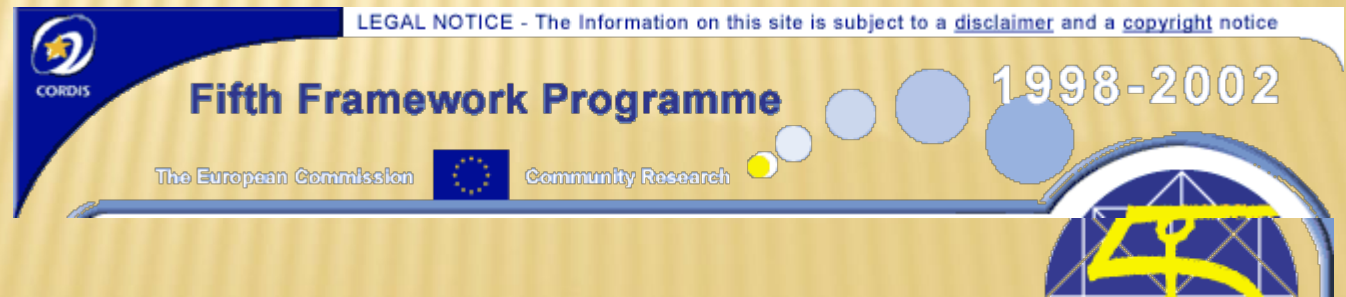 LEGAL NOTICE - The Information on this site is subject to a disclaimer and a copyright notice
CORDIS
Fifth Framework Programme
1998-2002
The European Commission
Community Research